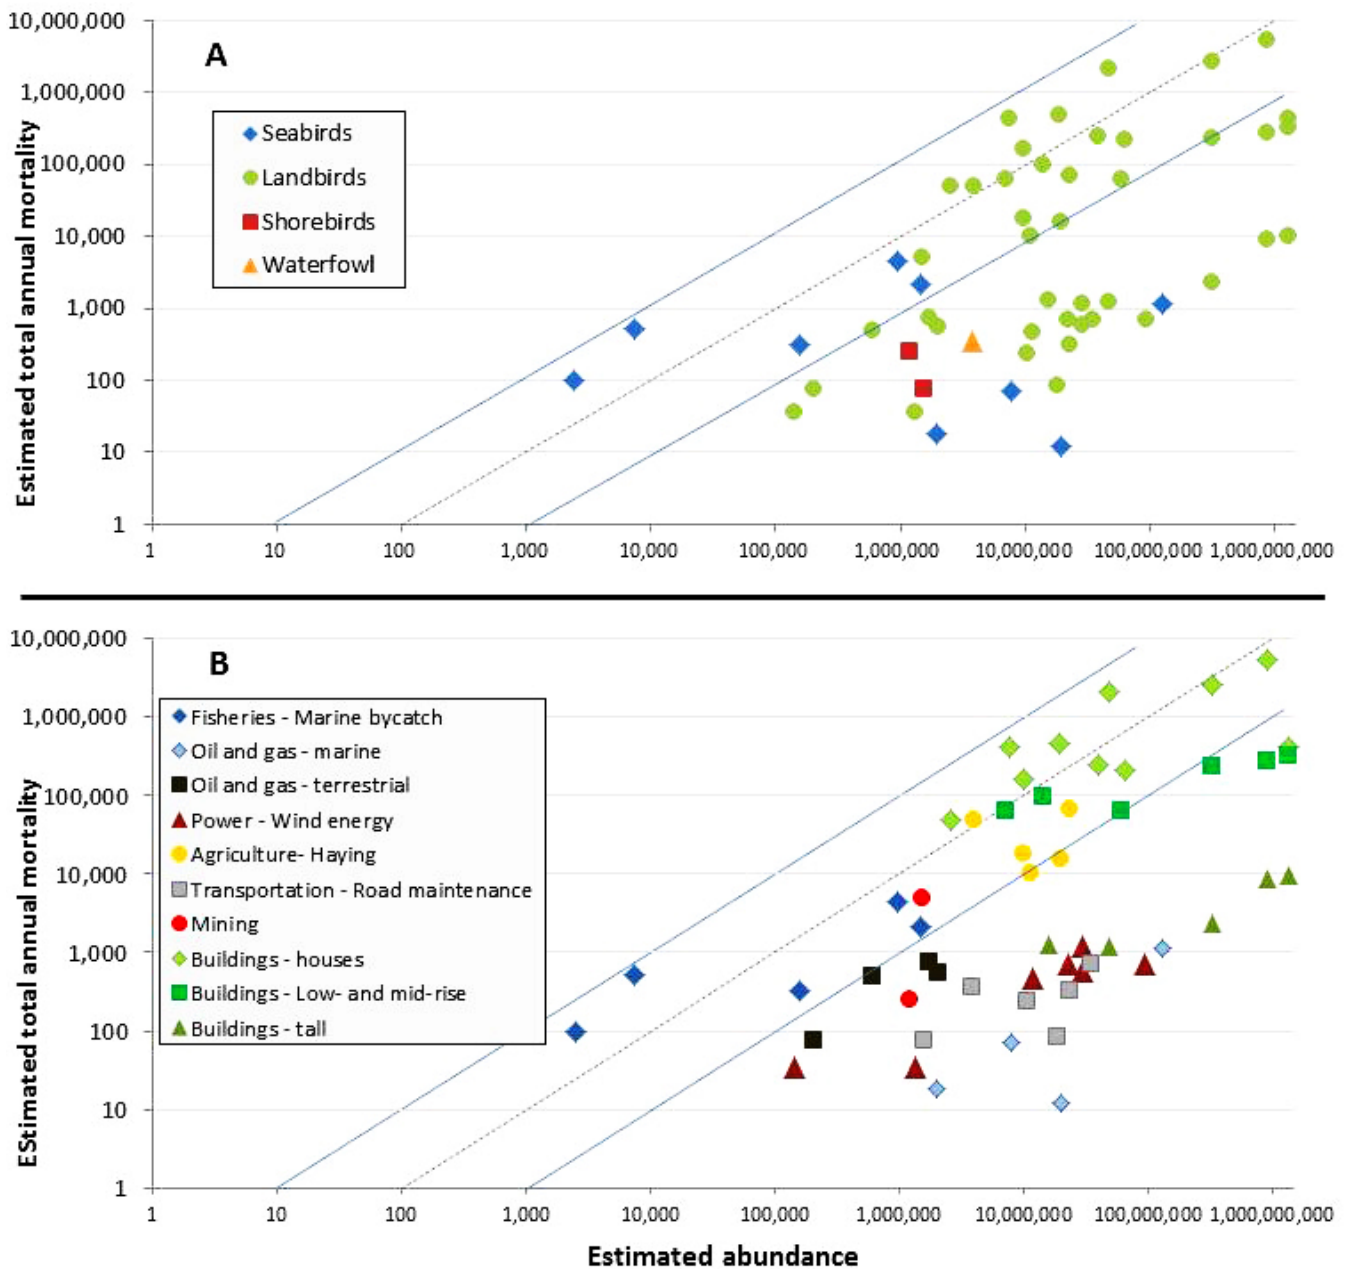 A
10,000,000
1,000,000
100,000
10,000
1,000
100
10
1
Estimated total annual mortality
Seabirds
Landbirds
Shorebirds
Waterfowl
1 10 100 1,000 10,000 100,000 1,000,000 10,000,000 100,000,000 1,000,000,000
B
10,000,000
1,000,000
100,000
10,000
1,000
100
10
1
EStimated total annual mortality
Fisheries - Marine bycatch
Oil and gas - marine
Oil and gas - terrestrial
Power - Wind energy
Agriculture- Haying
Transportation - Road maintenance
Mining
Buildings - houses
Buildings - Low- and mid-rise
Buildings - tall
1 10 100 1,000 10,000 100,000 1,000,000 10,000,000 100,000,000 1,000,000,000
Estimated abundance